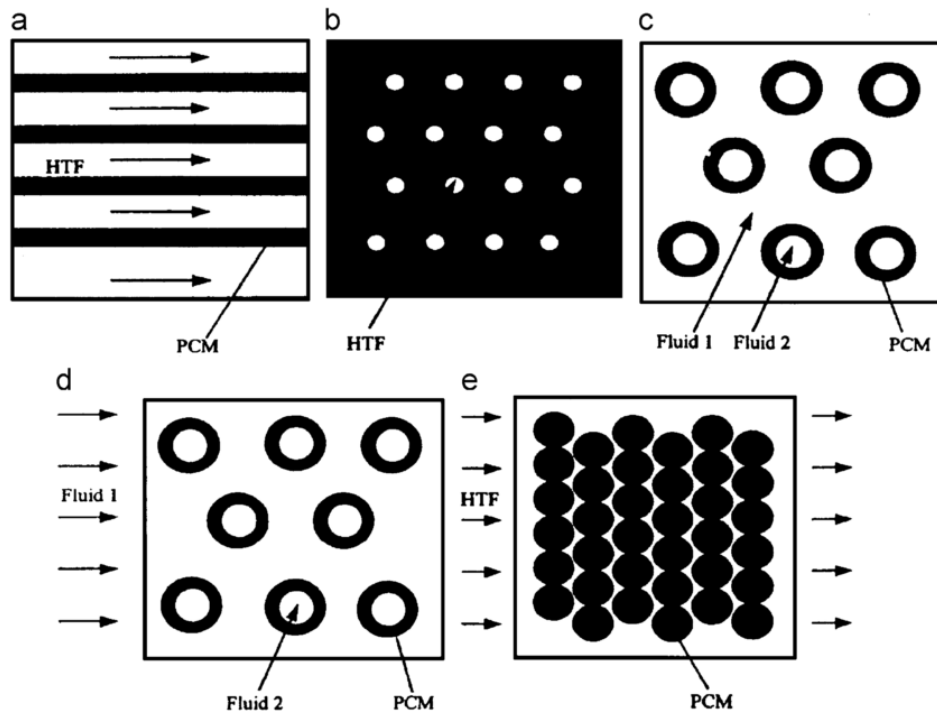 a
HTF
PCM
b
HTF
c
Fluid 1
Fluid 2
PCM
d
Fluid 1
Fluid 2
PCM
e
HTF
PCM